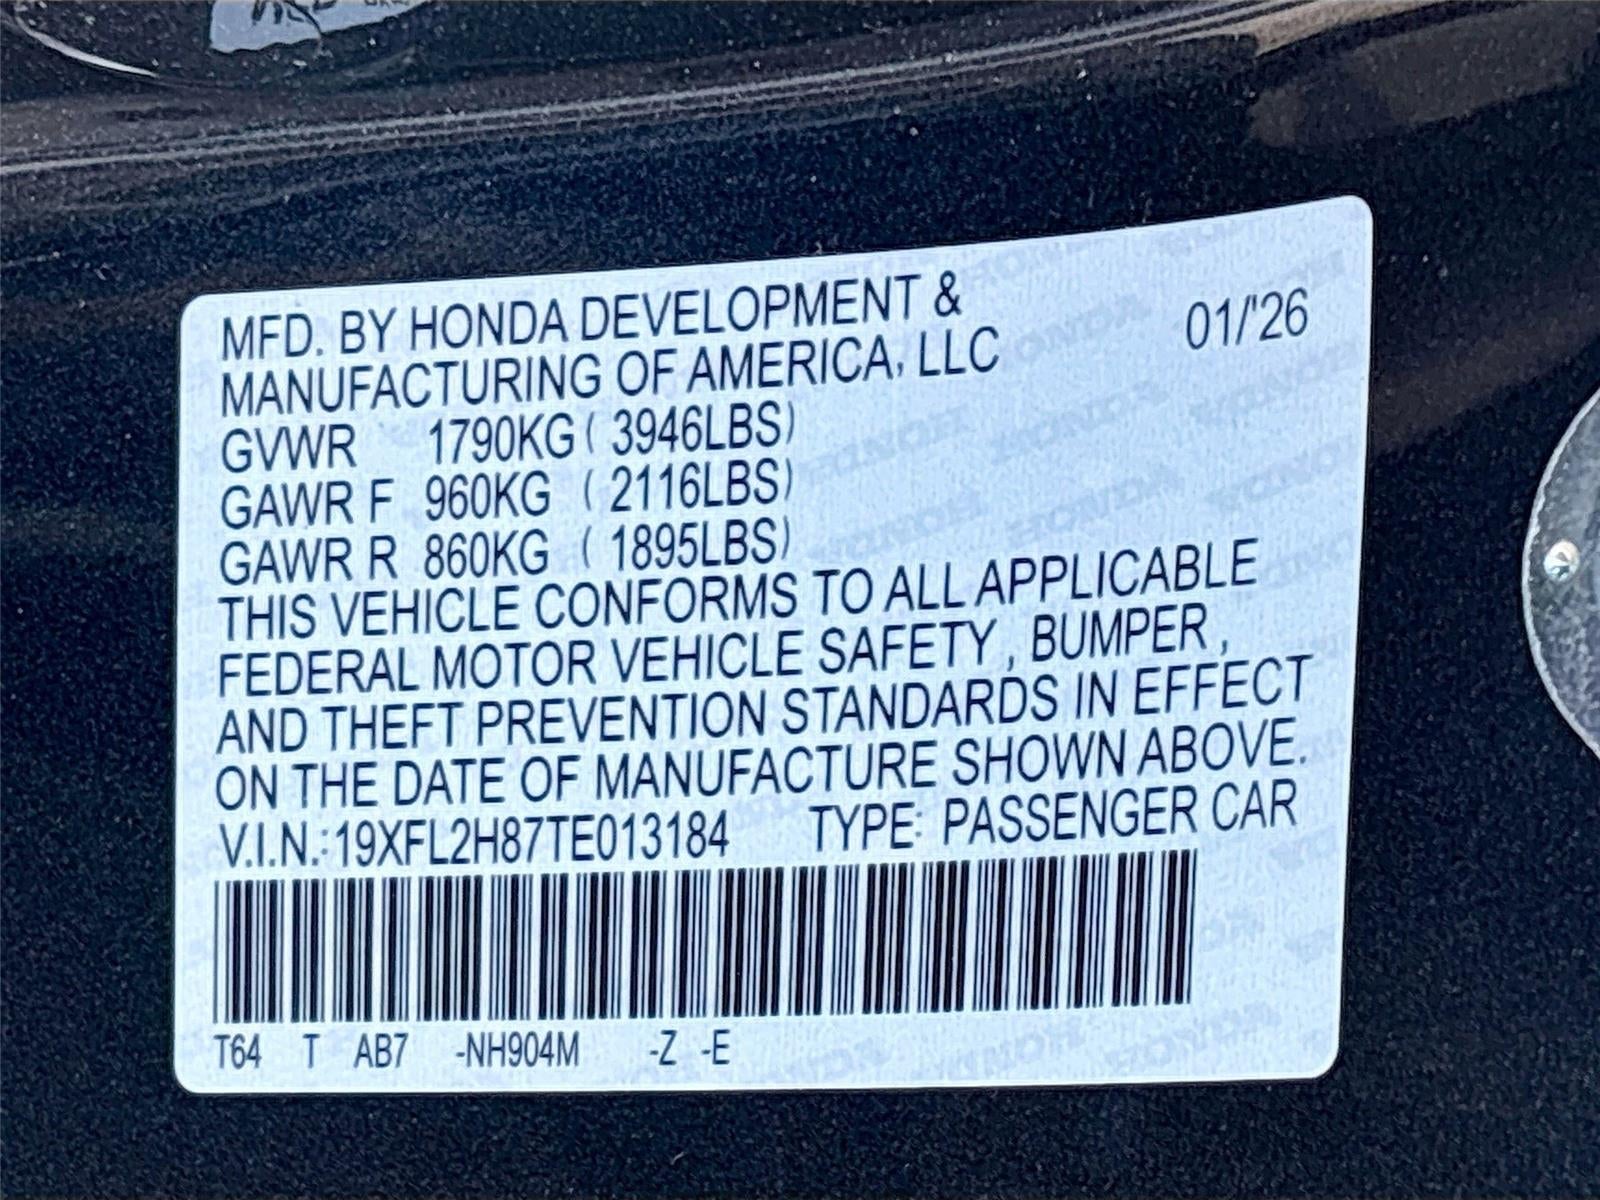 MFD. BY HONDA DEVELOPMENT &
MANUFACTURING OF AMERICA, LLC
01/'26
GVWR 1790KG ( 3946LBS)
GAWR F 960KG ( 2116LBS)
GAWR R 860KG ( 1895LBS)
THIS VEHICLE CONFORMS TO ALL APPLICABLE
FEDERAL MOTOR VEHICLE SAFETY , BUMPER ,
AND THEFT PREVENTION STANDARDS IN EFFECT
ON THE DATE OF MANUFACTURE SHOWN ABOVE.
V.I.N.:19XFL2H87TE013184 TYPE: PASSENGER CAR
T64 T AB7 -NH904M -Z -E